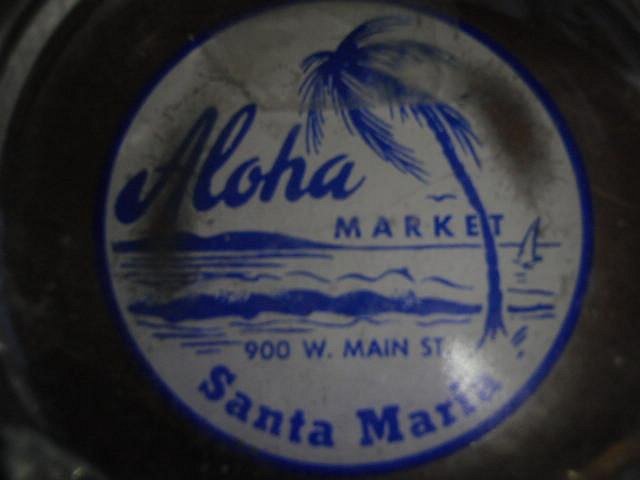 Aloha
MARKET
900 W. MAIN ST.
Santa Maria